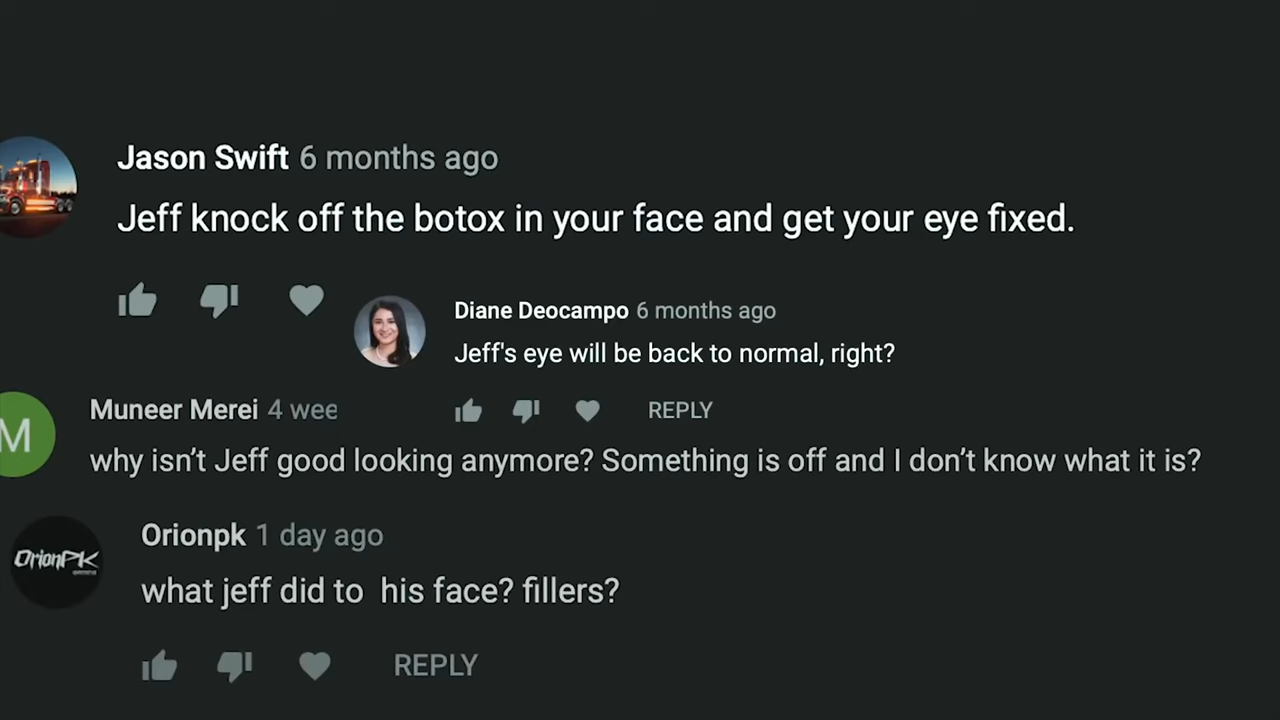 Jason Swift 6 months ago
Jeff knock off the botox in your face and get your eye fixed.
Diane Deocampo 6 months ago
Jeff's eye will be back to normal, right?
REPLY
M
Muneer Merei 4 wee
why isn't Jeff good looking anymore? Something is off and I don't know what it is?
OrionPK
Orionpk 1 day ago
what jeff did to his face? fillers?
REPLY